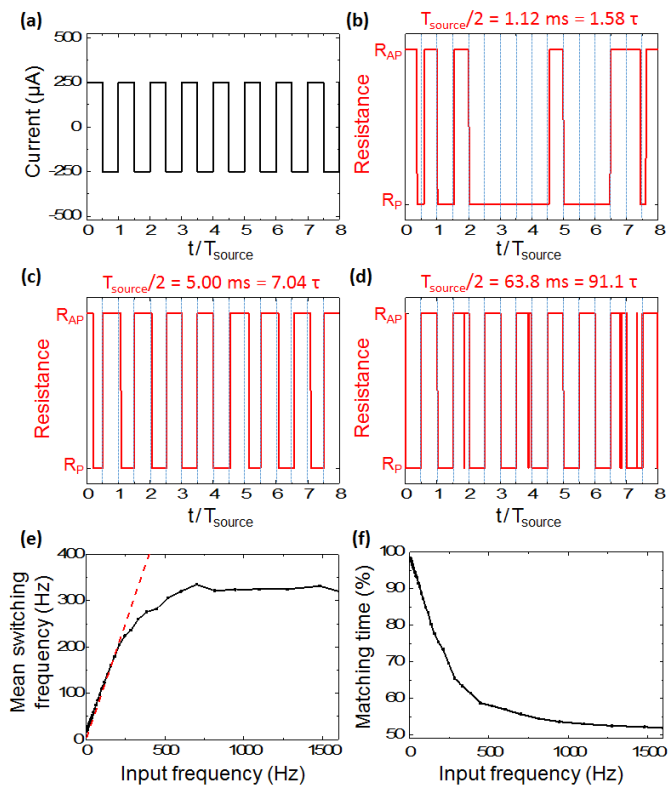 (a)
500
250
0
-250
-500
Current (µA)
0 1 2 3 4 5 6 7 8
t/T_source
(b)
T_source/2 = 1.12 ms = 1.58 τ
R_AP
R_P
Resistance
0 1 2 3 4 5 6 7 8
t/T_source
(c)
T_source/2 = 5.00 ms = 7.04 τ
R_AP
R_P
Resistance
0 1 2 3 4 5 6 7 8
t/T_source
(d)
T_source/2 = 63.8 ms = 91.1 τ
R_AP
R_P
Resistance
0 1 2 3 4 5 6 7 8
t/T_source
(e)
400
300
200
100
0
Mean switching
frequency (Hz)
0 500 1000 1500
Input frequency (Hz)
(f)
100
90
80
70
60
50
Matching time (%)
0 500 1000 1500
Input frequency (Hz)